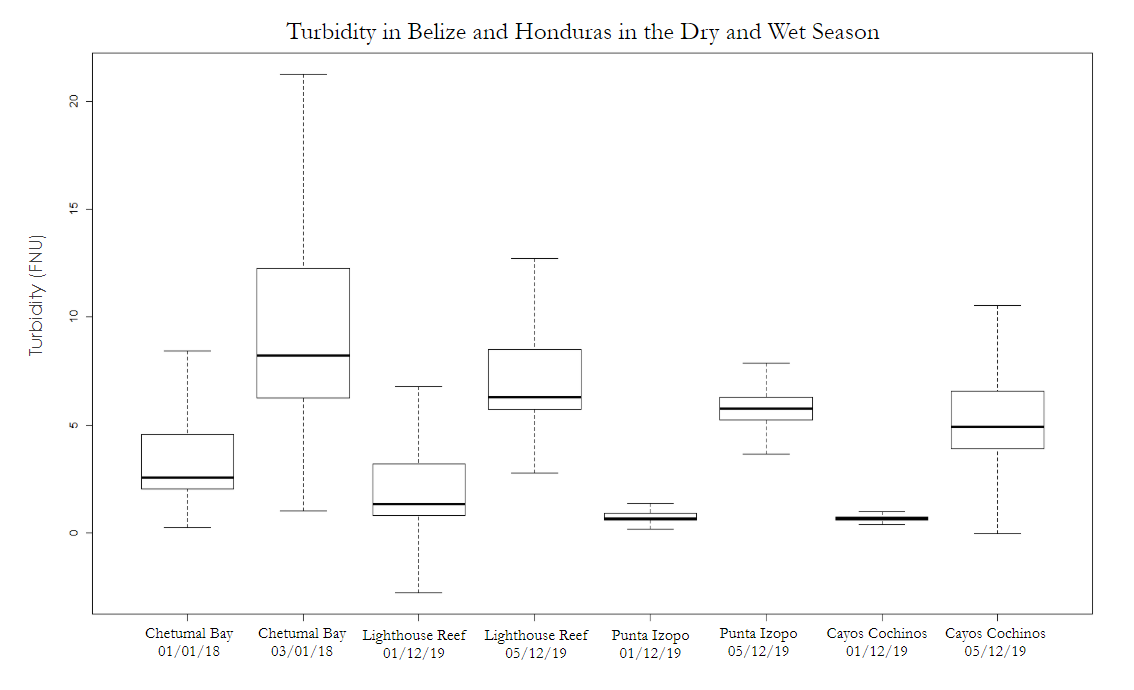 Turbidity in Belize and Honduras in the Dry and Wet Season
Turbidity (FNU)
20
15
10
5
0
Chetumal Bay
01/01/18
Chetumal Bay
03/01/18
Lighthouse Reef
01/12/19
Lighthouse Reef
05/12/19
Punta Izopo
01/12/19
Punta Izopo
05/12/19
Cayos Cochinos
01/12/19
Cayos Cochinos
05/12/19